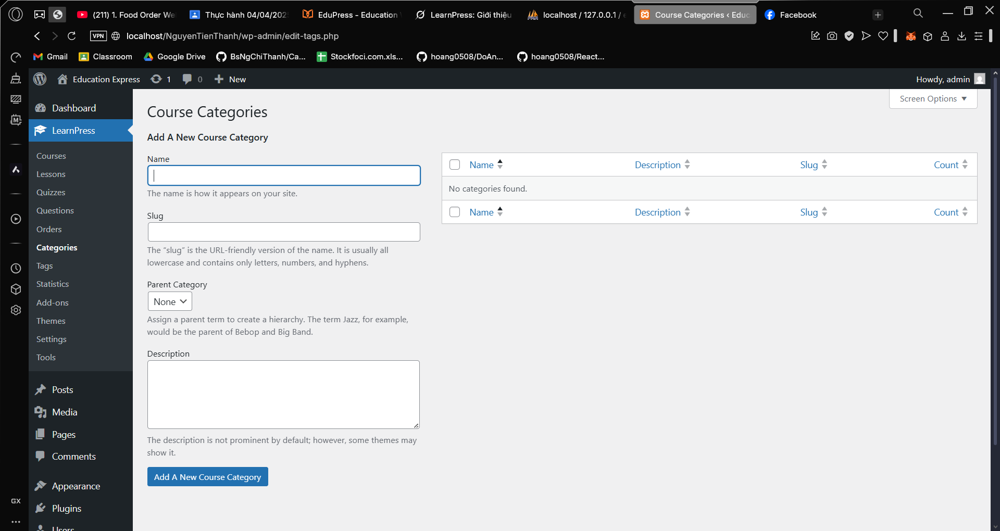 (211) 1. Food Order We
Thực hành 04/04/202
EduPress - Education
LearnPress: Giới thiệu
localhost / 127.0.0.1 /
Course Categories ‹ Educ
Facebook
VPN
localhost/NguyenTienThanh/wp-admin/edit-tags.php
Gmail
Classroom
Google Drive
BsNgChiThanh/Ca...
Stockfoci.com.xls...
hoang0508/DoAn...
hoang0508/React...
Education Express
1
0
New
Howdy, admin
Screen Options
Dashboard
LearnPress
Courses
Lessons
Quizzes
Questions
Orders
Categories
Tags
Statistics
Add-ons
Themes
Settings
Tools
Posts
Media
Pages
Comments
Appearance
Plugins
Users
GX
Course Categories
Add A New Course Category
Name
The name is how it appears on your site.
Slug
The “slug” is the URL-friendly version of the name. It is usually all
lowercase and contains only letters, numbers, and hyphens.
Parent Category
None
Assign a parent term to create a hierarchy. The term Jazz, for example,
would be the parent of Bebop and Big Band.
Description
The description is not prominent by default; however, some themes may
show it.
Add A New Course Category
Name Description Slug Count
No categories found.
Name Description Slug Count